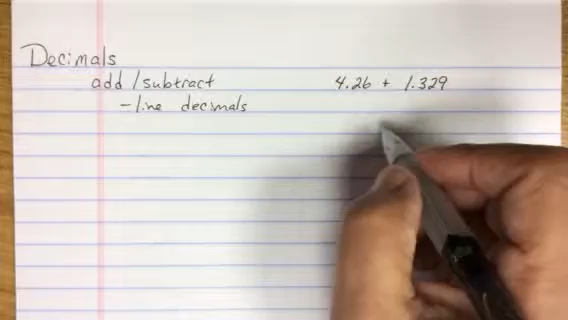 Decimals
add / subtract 4.26 + 1.329
- line decimals